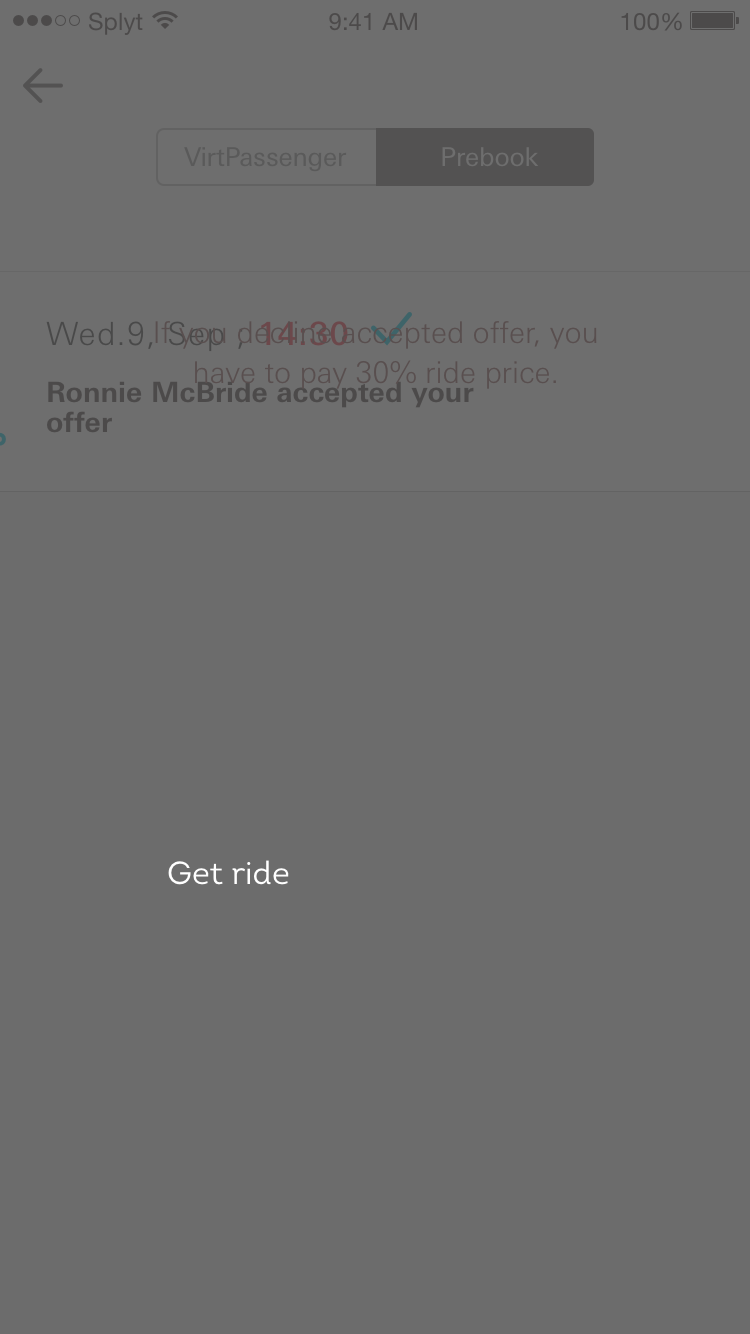 Splyt 9:41 AM 100%
VirtPassenger Prebook
Wed.9, Sep , 14:30
If you decline accepted offer, you
have to pay 30% ride price.
Ronnie McBride accepted your
offer
Get ride